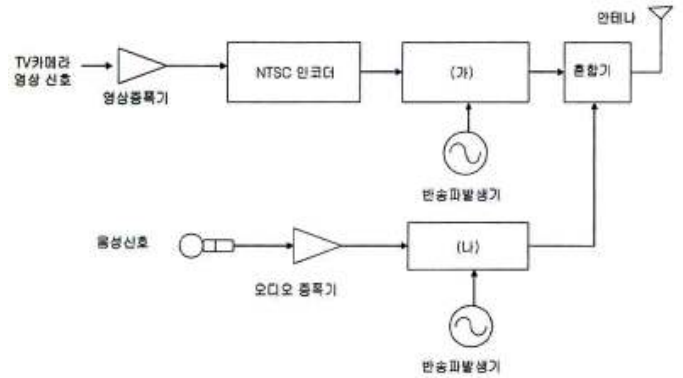 안테나
TV카메라
영상 신호
영상증폭기
NTSC 인코더
(가)
혼합기
반송파발생기
음성신호
오디오 증폭기
(나)
반송파발생기